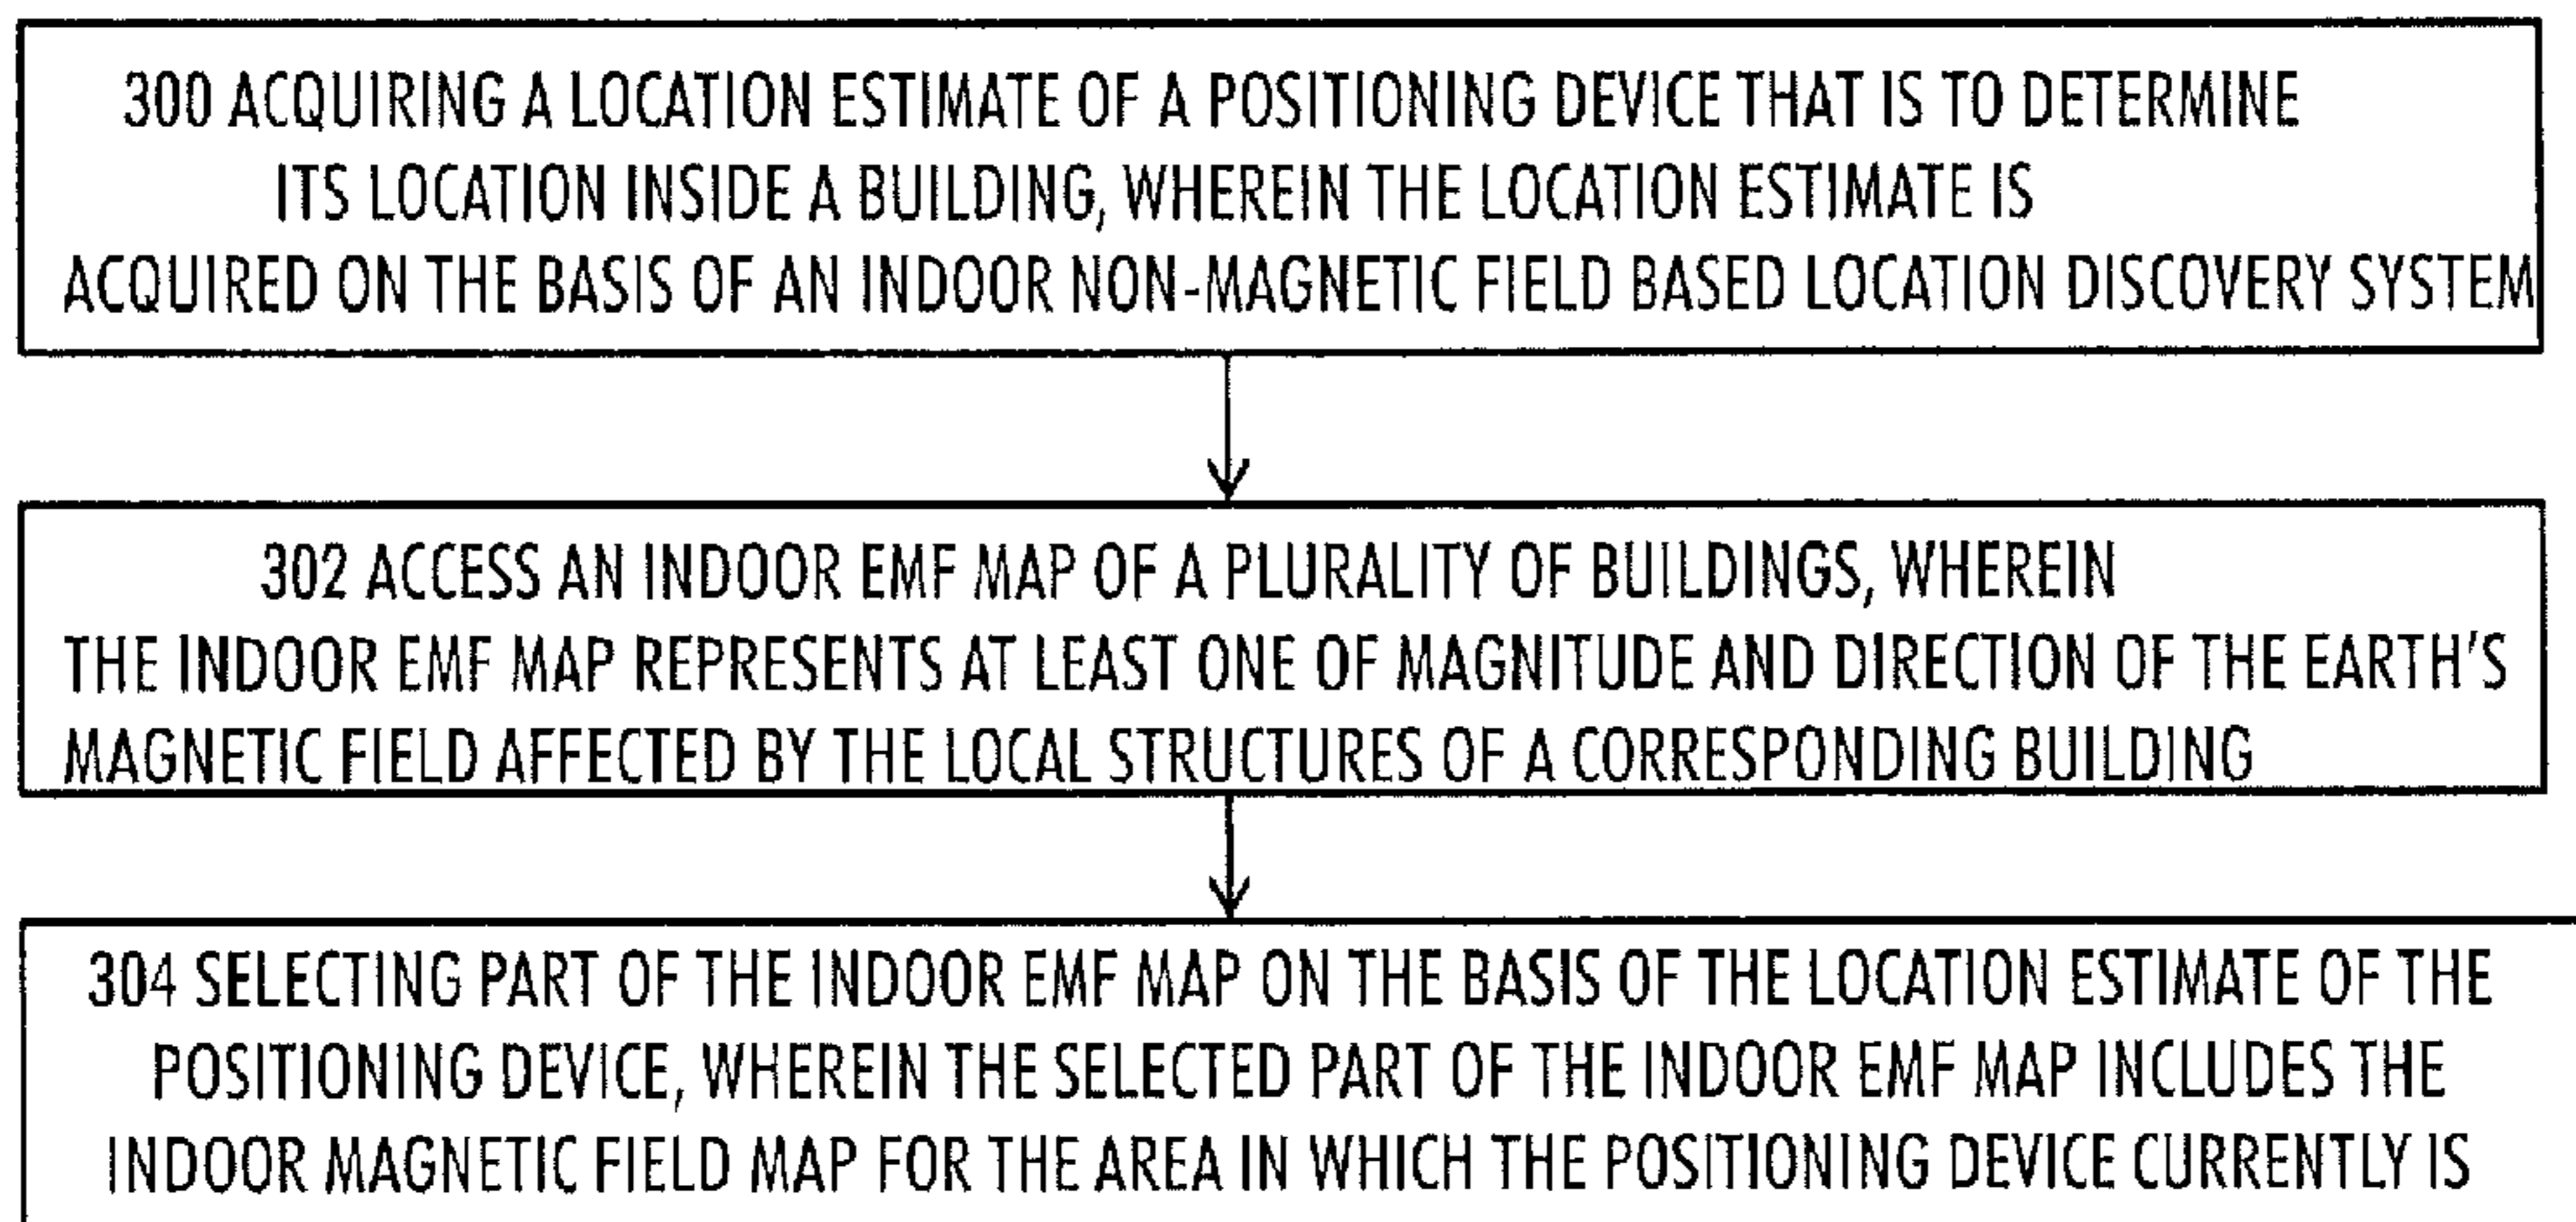 300 ACQUIRING A LOCATION ESTIMATE OF A POSITIONING DEVICE THAT IS TO DETERMINE
ITS LOCATION INSIDE A BUILDING, WHEREIN THE LOCATION ESTIMATE IS
ACQUIRED ON THE BASIS OF AN INDOOR NON-MAGNETIC FIELD BASED LOCATION DISCOVERY SYSTEM
302 ACCESS AN INDOOR EMF MAP OF A PLURALITY OF BUILDINGS, WHEREIN
THE INDOOR EMF MAP REPRESENTS AT LEAST ONE OF MAGNITUDE AND DIRECTION OF THE EARTH'S
MAGNETIC FIELD AFFECTED BY THE LOCAL STRUCTURES OF A CORRESPONDING BUILDING
304 SELECTING PART OF THE INDOOR EMF MAP ON THE BASIS OF THE LOCATION ESTIMATE OF THE
POSITIONING DEVICE, WHEREIN THE SELECTED PART OF THE INDOOR EMF MAP INCLUDES THE
INDOOR MAGNETIC FIELD MAP FOR THE AREA IN WHICH THE POSITIONING DEVICE CURRENTLY IS